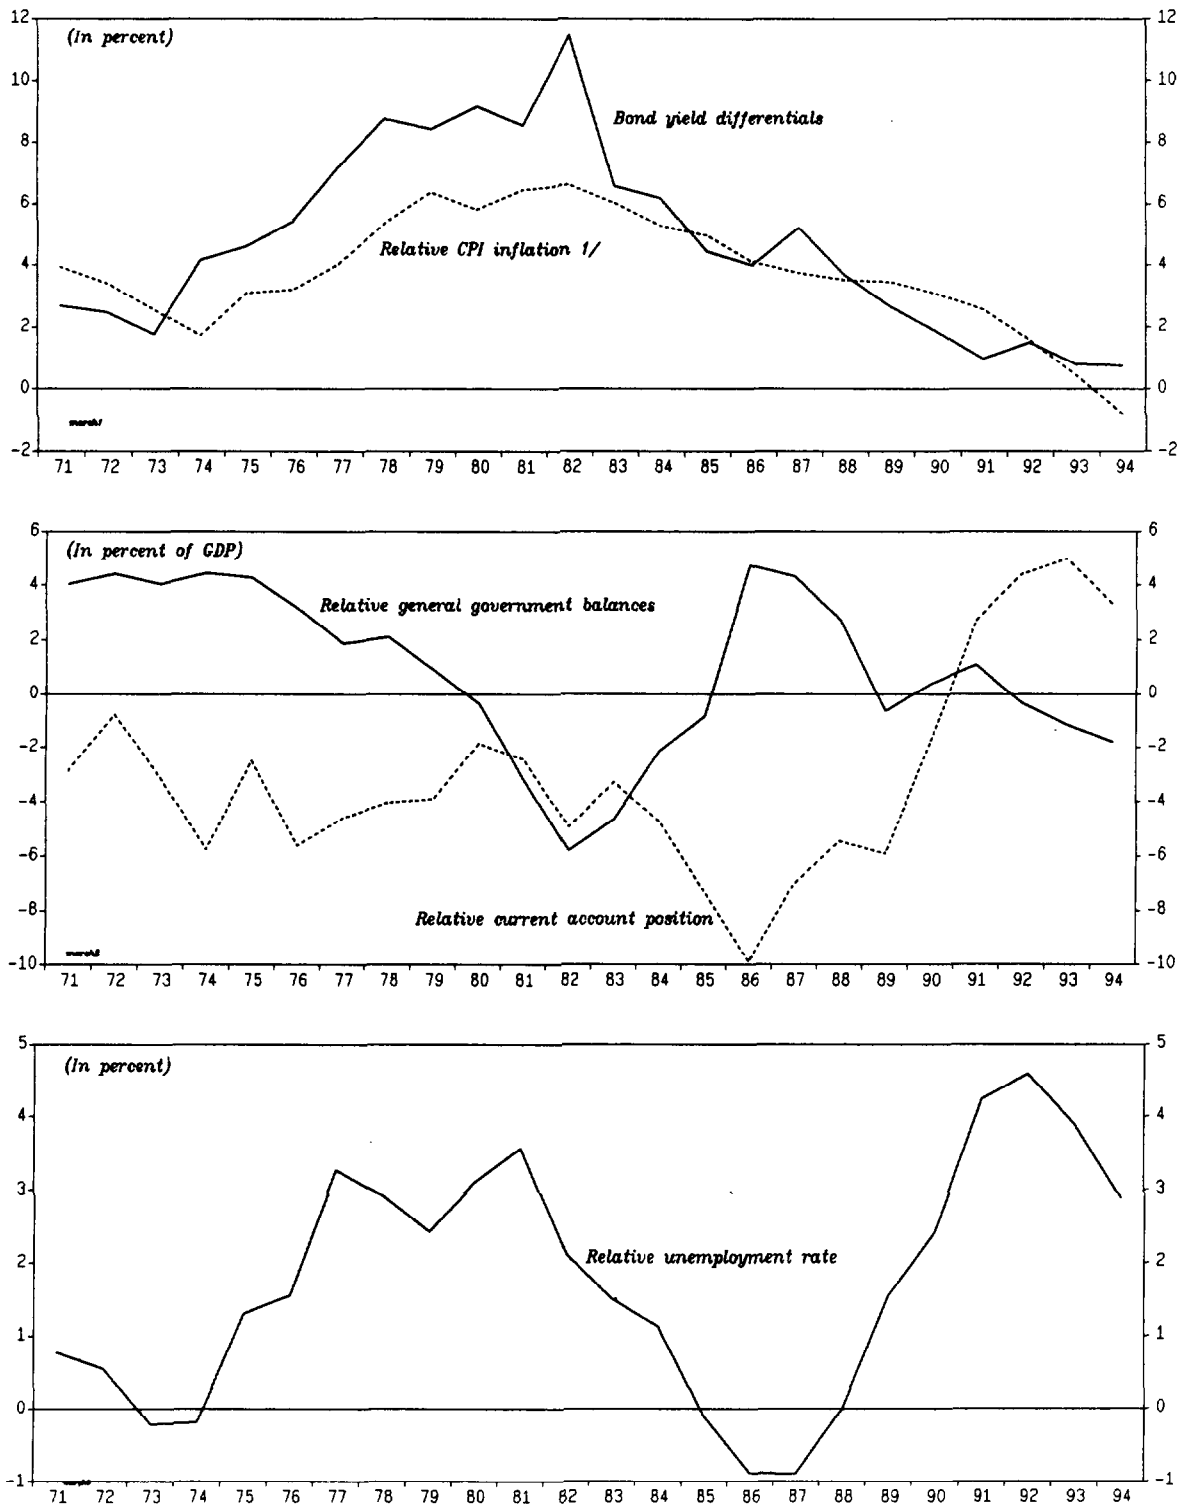 12 12
(In percent)
10 10
Bond yield differentials
8 8
6 6
Relative CPI inflation 1/
4 4
2 2
0 0
march1
-2 -2
71 72 73 74 75 76 77 78 79 80 81 82 83 84 85 86 87 88 89 90 91 92 93 94
6 6
(In percent of GDP)
4 4
Relative general government balances
2 2
0 0
-2 -2
-4 -4
-6 -6
-8 -8
Relative current account position
-10 -10
71 72 73 74 75 76 77 78 79 80 81 82 83 84 85 86 87 88 89 90 91 92 93 94
5 5
(In percent)
4 4
3 3
2 2
Relative unemployment rate
1 1
0 0
-1 -1
71 72 73 74 75 76 77 78 79 80 81 82 83 84 85 86 87 88 89 90 91 92 93 94